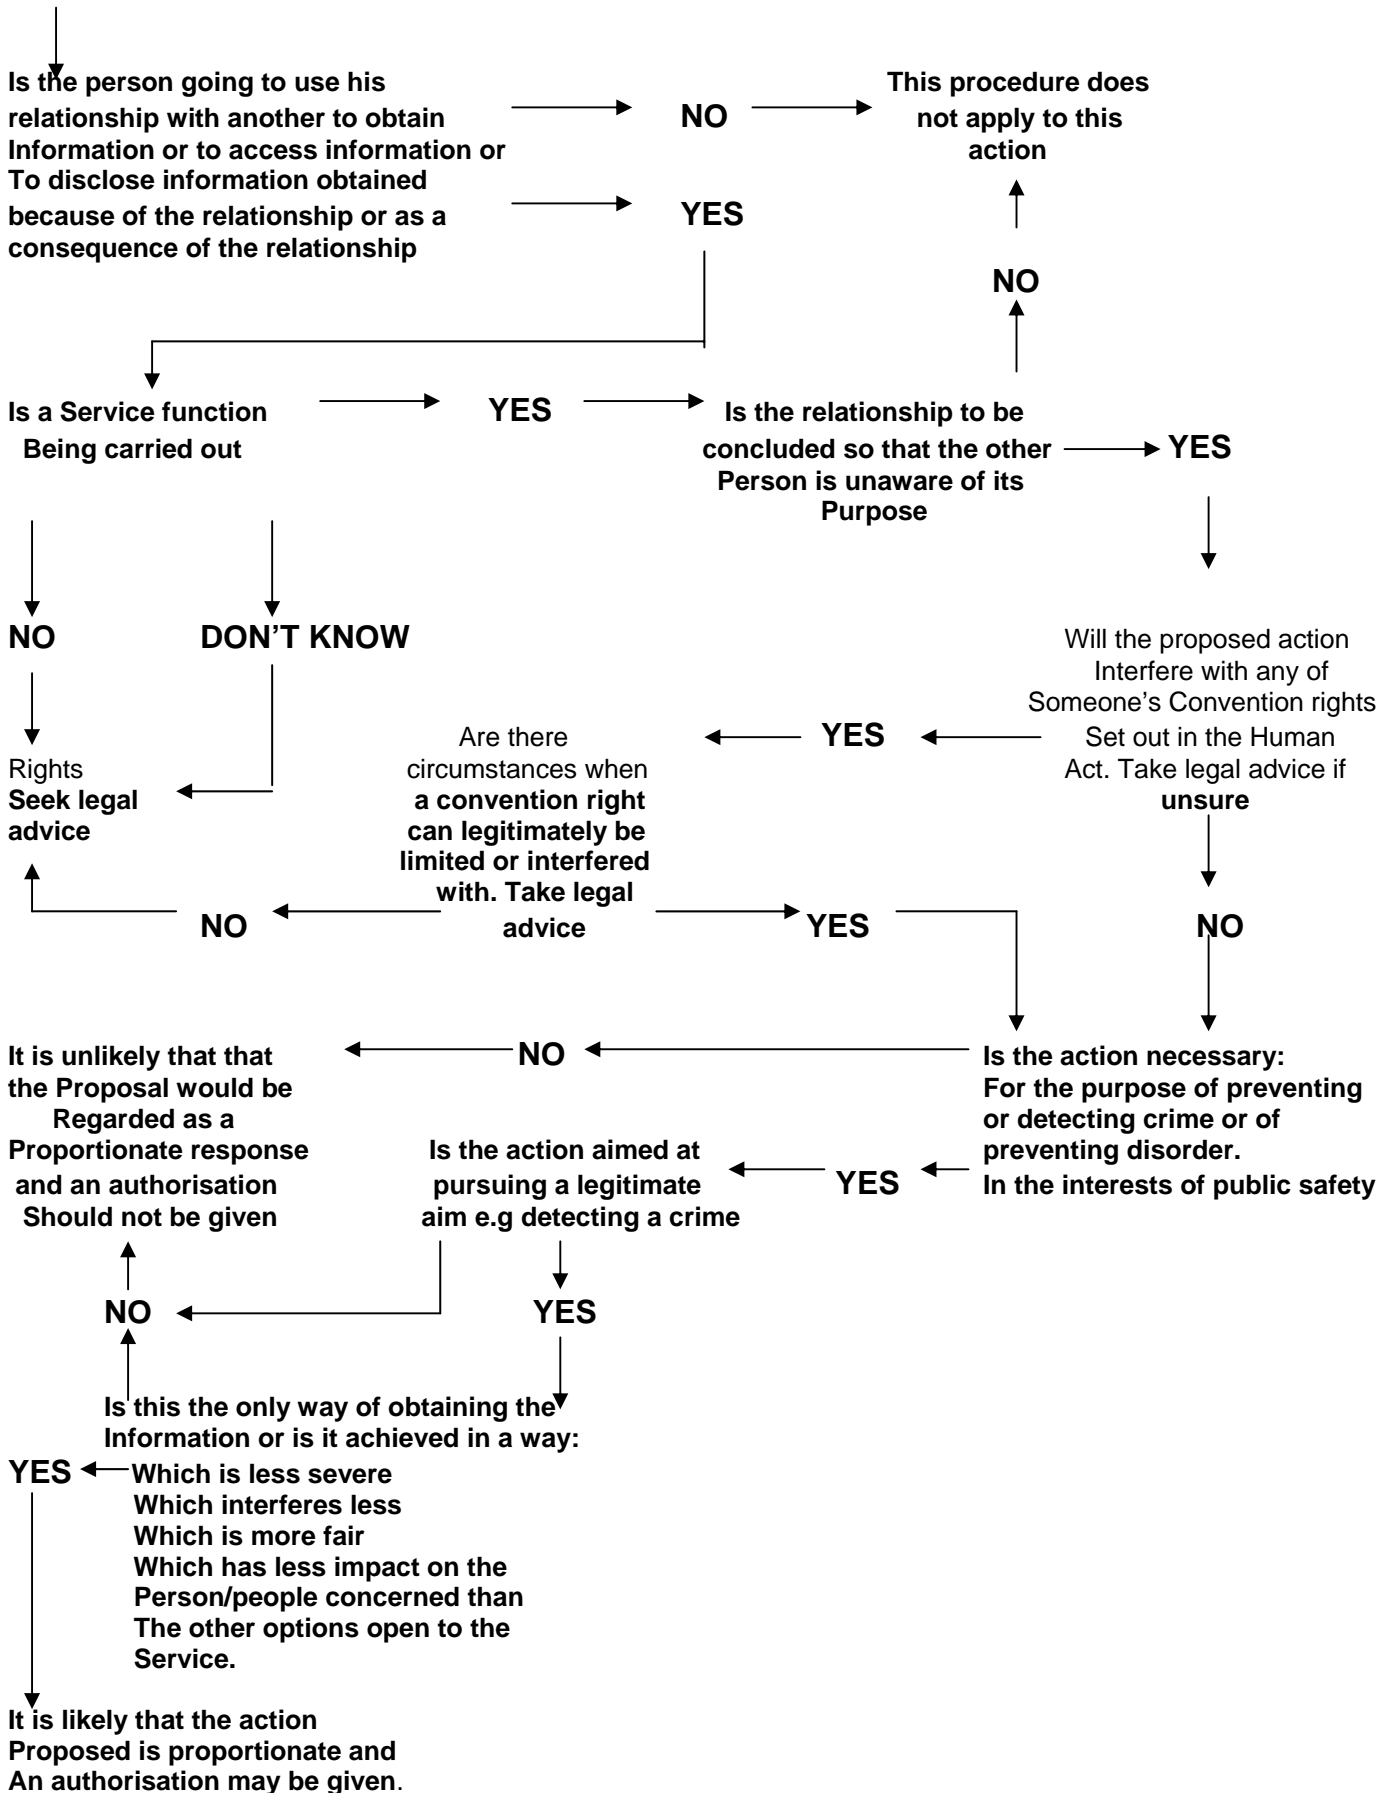 Is the person going to use his
relationship with another to obtain
Information or to access information or
To disclose information obtained
because of the relationship or as a
consequence of the relationship
NO
This procedure does
not apply to this
action
YES
NO
Is a Service function
Being carried out
YES
Is the relationship to be
concluded so that the other
Person is unaware of its
Purpose
YES
NO
DON'T KNOW
Will the proposed action
Interfere with any of
Someone's Convention rights
Set out in the Human
Act. Take legal advice if
unsure
YES
Are there
circumstances when
a convention right
can legitimately be
limited or interfered
with. Take legal
advice
Rights
Seek legal
advice
NO
YES
NO
Is the action necessary:
For the purpose of preventing
or detecting crime or of
preventing disorder.
In the interests of public safety
NO
It is unlikely that that
the Proposal would be
Regarded as a
Proportionate response
and an authorisation
Should not be given
YES
Is the action aimed at
pursuing a legitimate
aim e.g detecting a crime
NO
YES
Is this the only way of obtaining the
Information or is it achieved in a way:
YES
Which is less severe
Which interferes less
Which is more fair
Which has less impact on the
Person/people concerned than
The other options open to the
Service.
It is likely that the action
Proposed is proportionate and
An authorisation may be given.